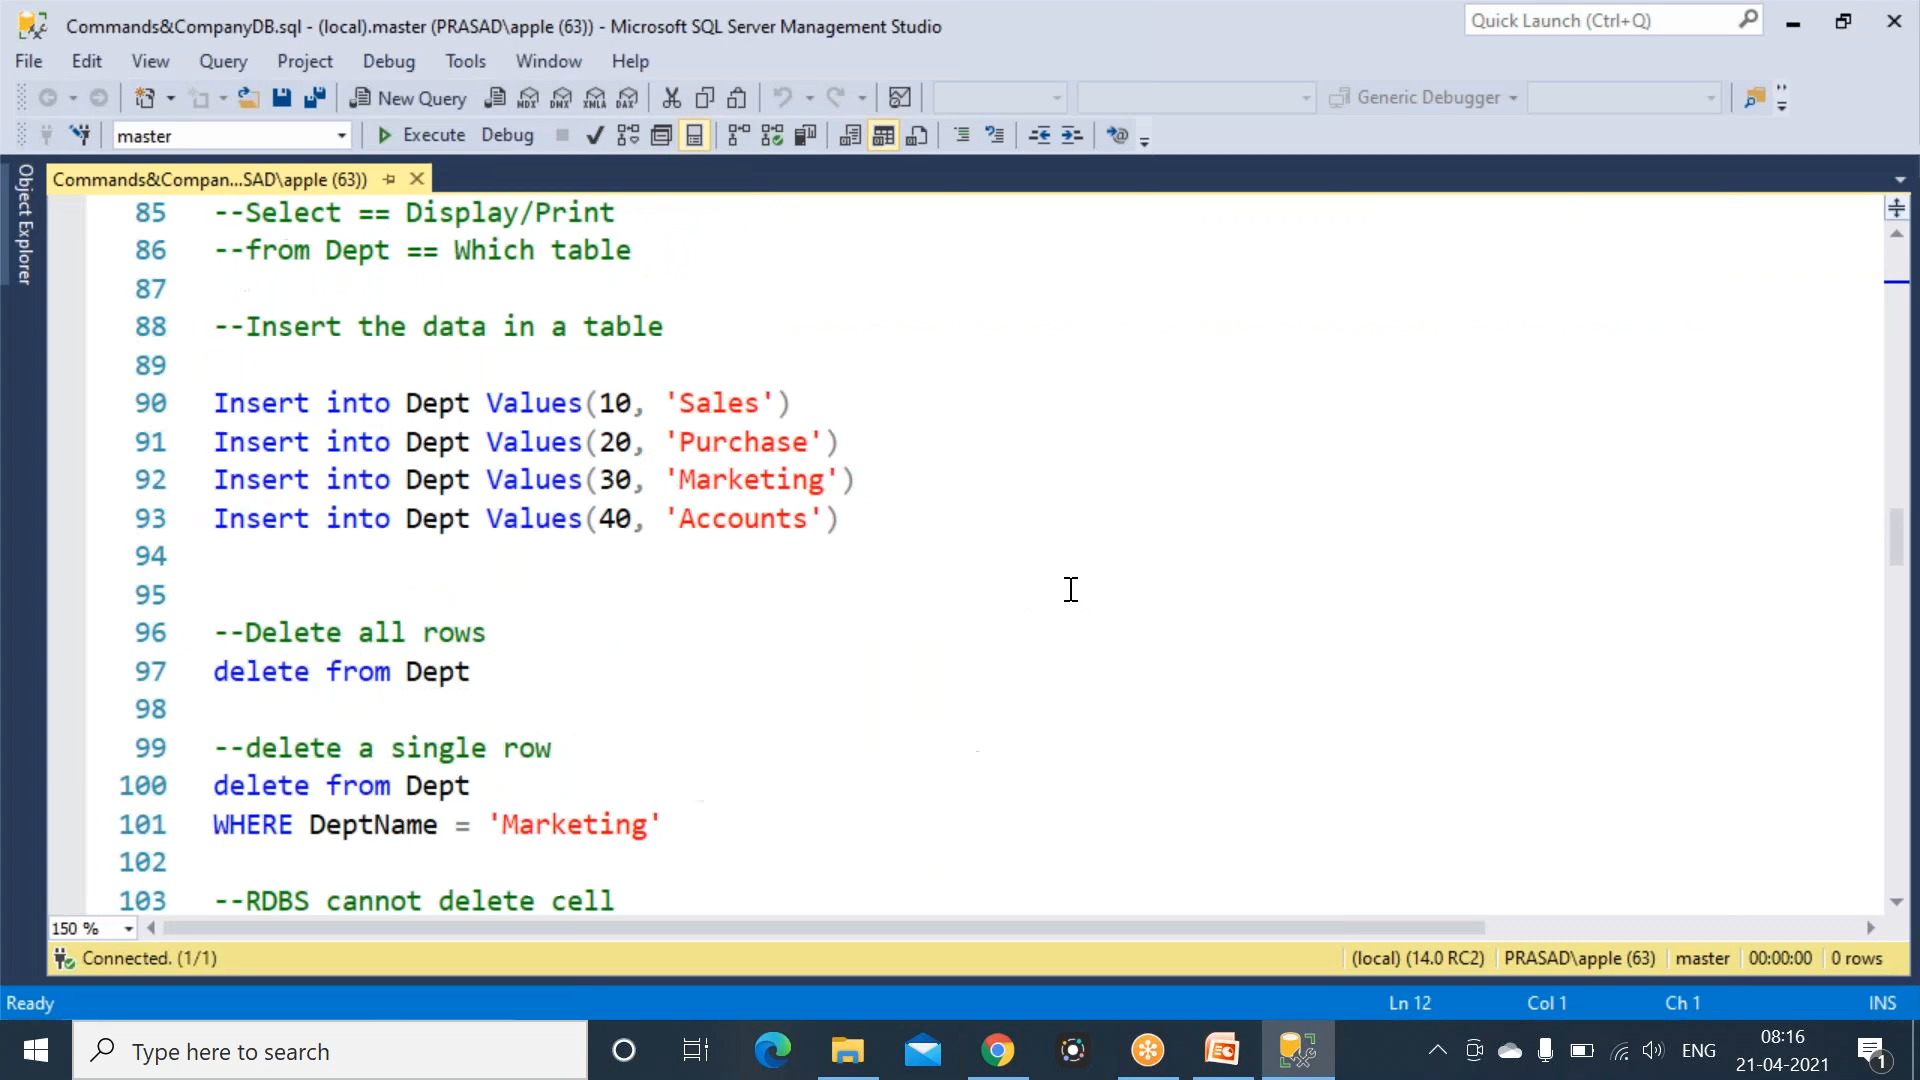 Commands&CompanyDB.sql - (local).master (PRASAD\apple (63)) - Microsoft SQL Server Management Studio
Quick Launch (Ctrl+Q)
File Edit View Query Project Debug Tools Window Help
New Query MDX DMX XMLA DAX Generic Debugger
master Execute Debug
Object Explorer
Commands&Compan...SAD\apple (63))
85 --Select == Display/Print
86 --from Dept == Which table
87
88 --Insert the data in a table
89
90 Insert into Dept Values(10, 'Sales')
91 Insert into Dept Values(20, 'Purchase')
92 Insert into Dept Values(30, 'Marketing')
93 Insert into Dept Values(40, 'Accounts')
94
95
96 --Delete all rows
97 delete from Dept
98
99 --delete a single row
100 delete from Dept
101 WHERE DeptName = 'Marketing'
102
103 --RDBS cannot delete cell
150 %
Connected. (1/1) (local) (14.0 RC2) PRASAD\apple (63) master 00:00:00 0 rows
Ready Ln 12 Col 1 Ch 1 INS
Type here to search
ENG
08:16
21-04-2021
1